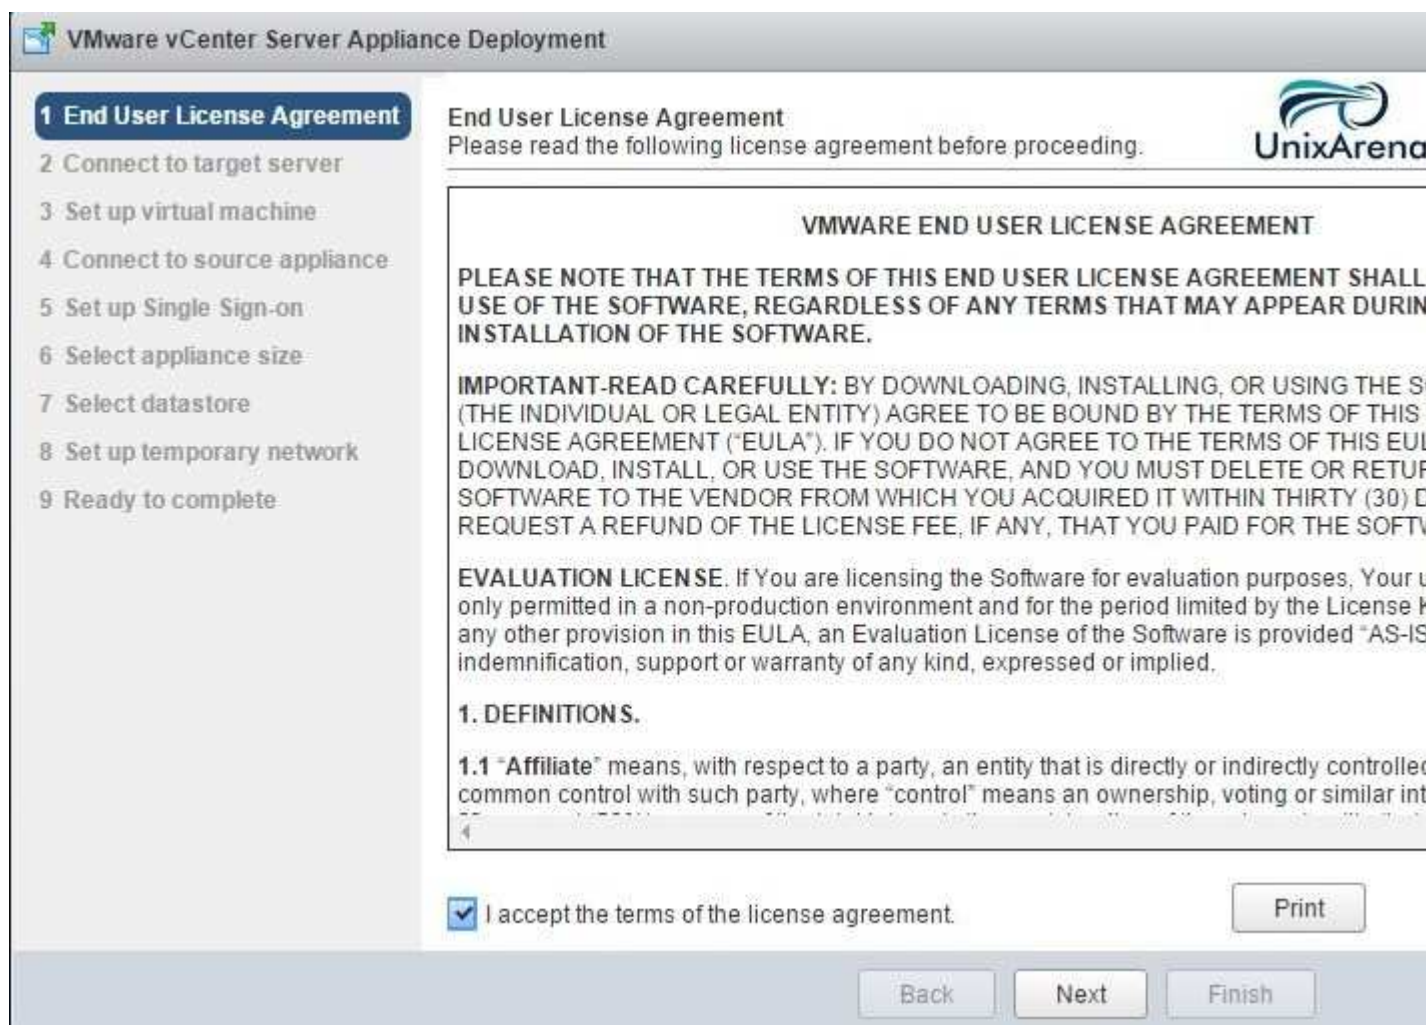 VMware vCenter Server Appliance Deployment
1 End User License Agreement
2 Connect to target server
3 Set up virtual machine
4 Connect to source appliance
5 Set up Single Sign-on
6 Select appliance size
7 Select datastore
8 Set up temporary network
9 Ready to complete
End User License Agreement
Please read the following license agreement before proceeding.
UnixArena
VMWARE END USER LICENSE AGREEMENT
PLEASE NOTE THAT THE TERMS OF THIS END USER LICENSE AGREEMENT SHALL
USE OF THE SOFTWARE, REGARDLESS OF ANY TERMS THAT MAY APPEAR DURIN
INSTALLATION OF THE SOFTWARE.
IMPORTANT-READ CAREFULLY: BY DOWNLOADING, INSTALLING, OR USING THE S
(THE INDIVIDUAL OR LEGAL ENTITY) AGREE TO BE BOUND BY THE TERMS OF THIS
LICENSE AGREEMENT (“EULA”). IF YOU DO NOT AGREE TO THE TERMS OF THIS EUL
DOWNLOAD, INSTALL, OR USE THE SOFTWARE, AND YOU MUST DELETE OR RETU
SOFTWARE TO THE VENDOR FROM WHICH YOU ACQUIRED IT WITHIN THIRTY (30) D
REQUEST A REFUND OF THE LICENSE FEE, IF ANY, THAT YOU PAID FOR THE SOFTW
EVALUATION LICENSE. If You are licensing the Software for evaluation purposes, Your u
only permitted in a non-production environment and for the period limited by the License K
any other provision in this EULA, an Evaluation License of the Software is provided “AS-IS
indemnification, support or warranty of any kind, expressed or implied.
1. DEFINITIONS.
1.1 “Affiliate” means, with respect to a party, an entity that is directly or indirectly controlled
common control with such party, where “control” means an ownership, voting or similar int
I accept the terms of the license agreement.
Print
Back
Next
Finish